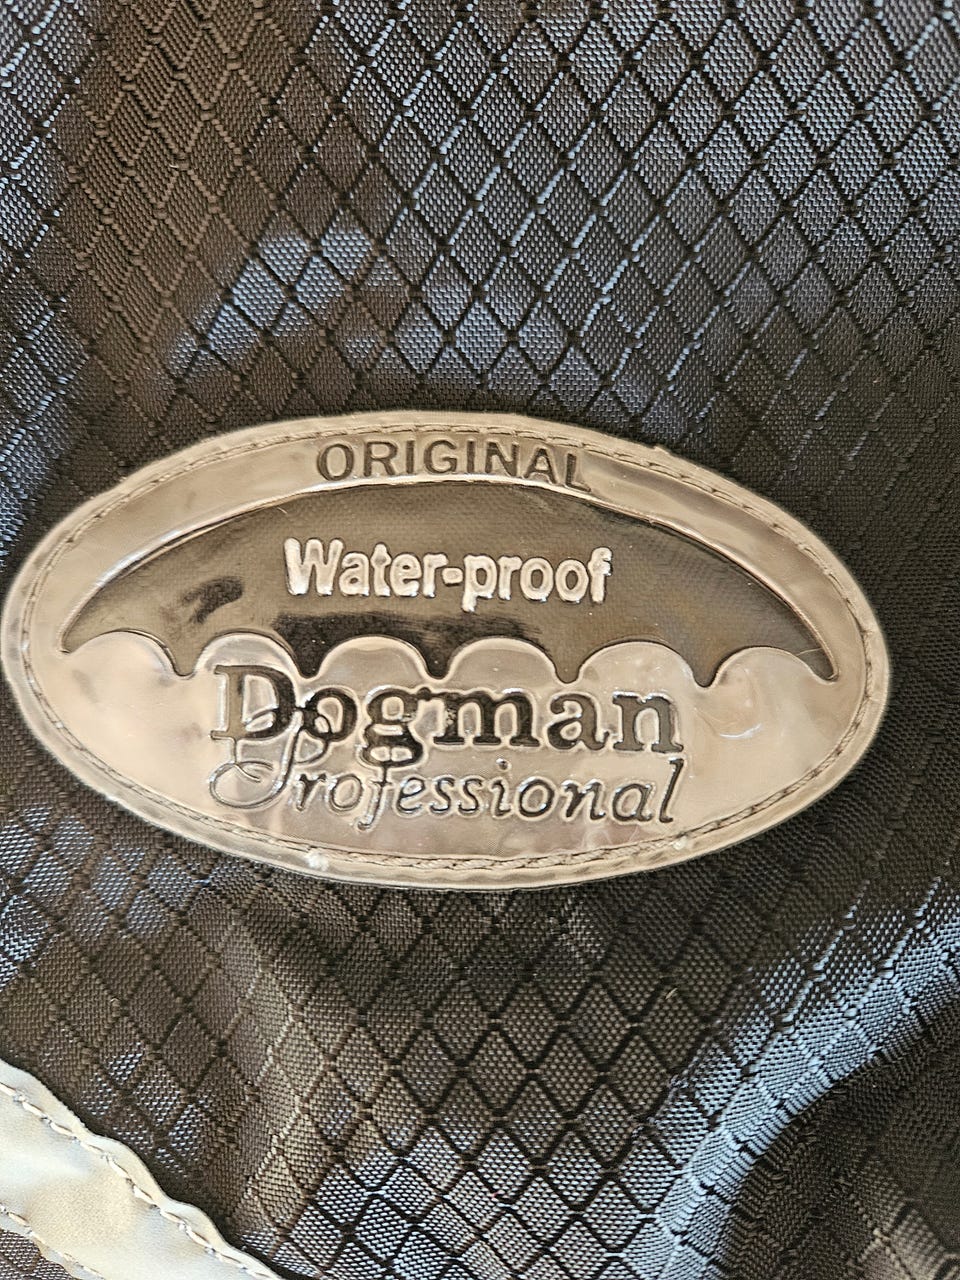 ORIGINAL
Water-proof
Dogman
Professional